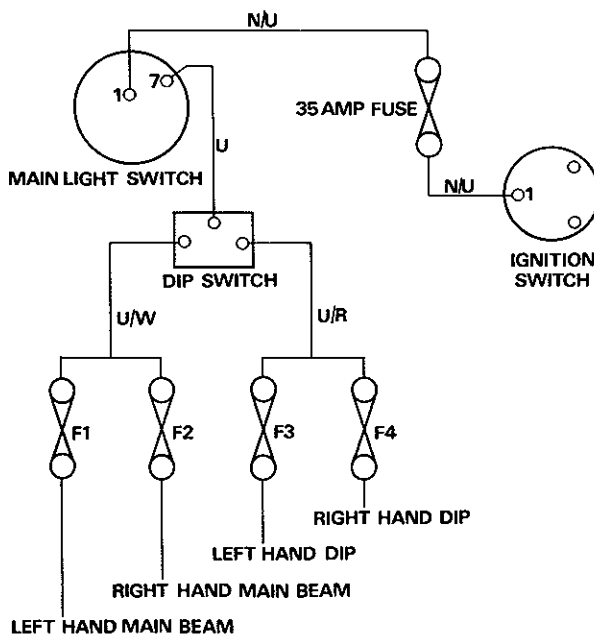 N/U
1
7
35 AMP FUSE
U
MAIN LIGHT SWITCH
N/U
1
IGNITION
SWITCH
DIP SWITCH
U/W
U/R
F1
F2
F3
F4
RIGHT HAND DIP
LEFT HAND DIP
RIGHT HAND MAIN BEAM
LEFT HAND MAIN BEAM